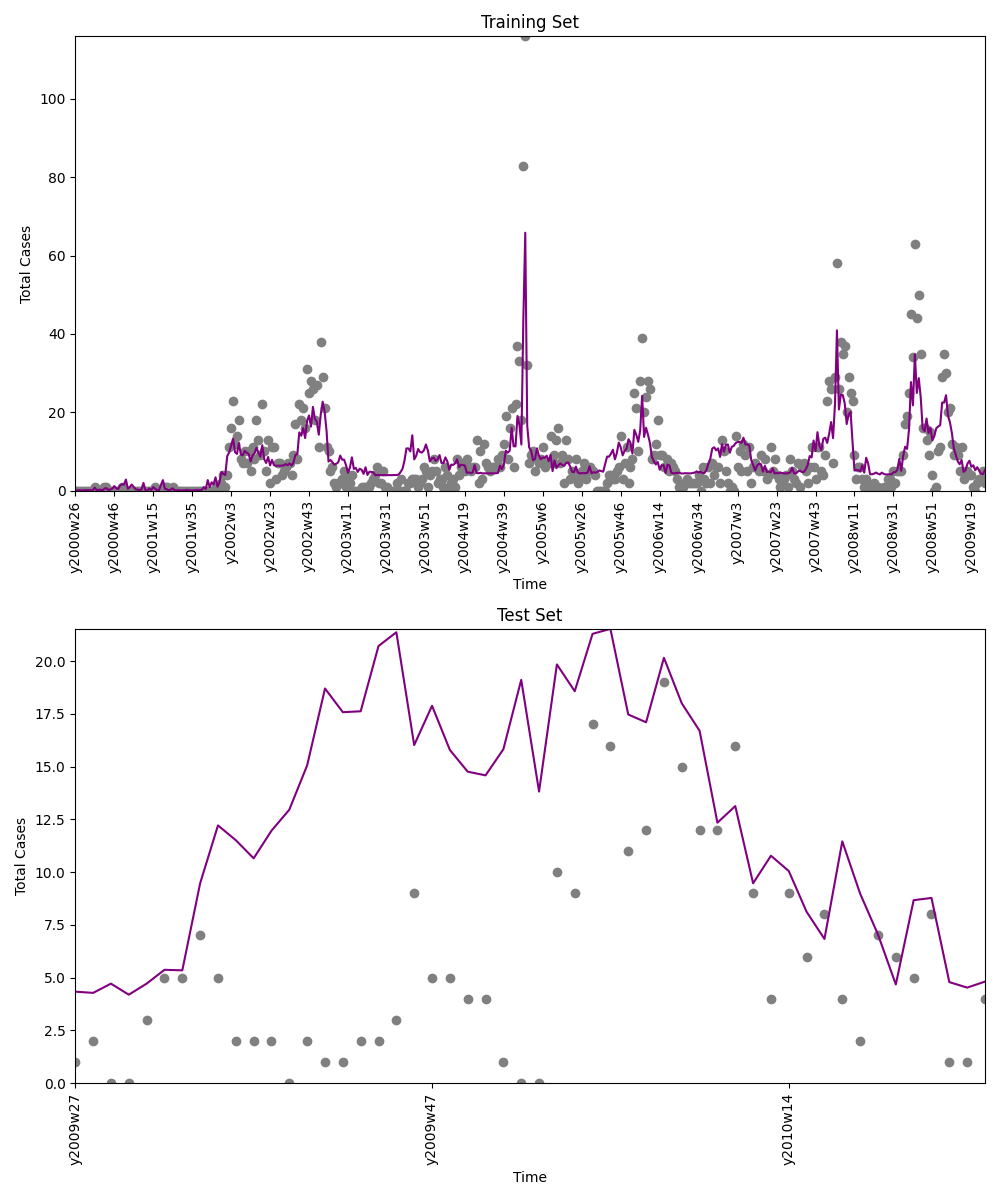 Training Set
Total Cases
100
80
60
40
20
0
y2000w26
y2000w46
y2001w15
y2001w35
y2002w3
y2002w23
y2002w43
y2003w11
y2003w31
y2003w51
y2004w19
y2004w39
y2005w6
y2005w26
y2005w46
y2006w14
y2006w34
y2007w3
y2007w23
y2007w43
y2008w11
y2008w31
y2008w51
y2009w19
Time
Test Set
Total Cases
20.0
17.5
15.0
12.5
10.0
7.5
5.0
2.5
0.0
y2009w27
y2009w47
y2010w14
Time